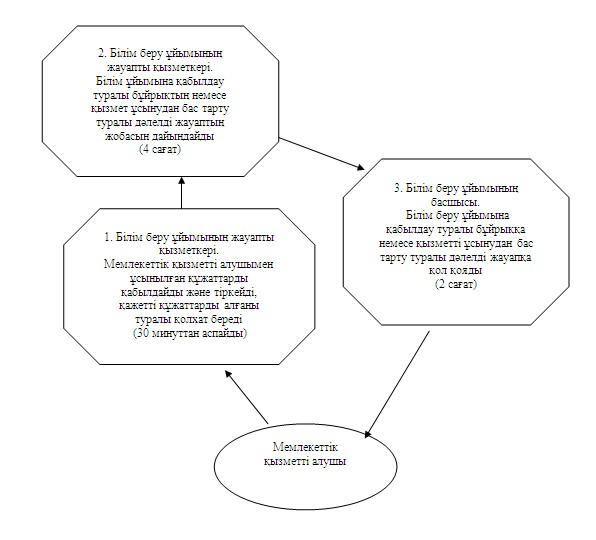 2. Білім беру ұйымының
жауапты қызметкері.
Білім ұйымына қабылдау
туралы бұйрықтың немесе
қызмет ұсынудан бас тарту
туралы дәлелді жауаптың
жобасын дайындайды
(4 сағат)
3. Білім беру ұйымының
басшысы.
Білім беру ұйымына
қабылдау туралы бұйрыққа
немесе қызметті ұсынудан бас
тарту туралы дәлелді жауапқа
қол қояды
(2 сағат)
1. Білім беру ұйымының жауапты
қызметкері.
Мемлекеттік қызметті алушымен
ұсынылған құжаттарды
қабылдайды және тіркейді,
қажетті құжаттарды алғаны
туралы қолхат береді
(30 минуттан аспайды)
Мемлекеттік
қызметті алушы